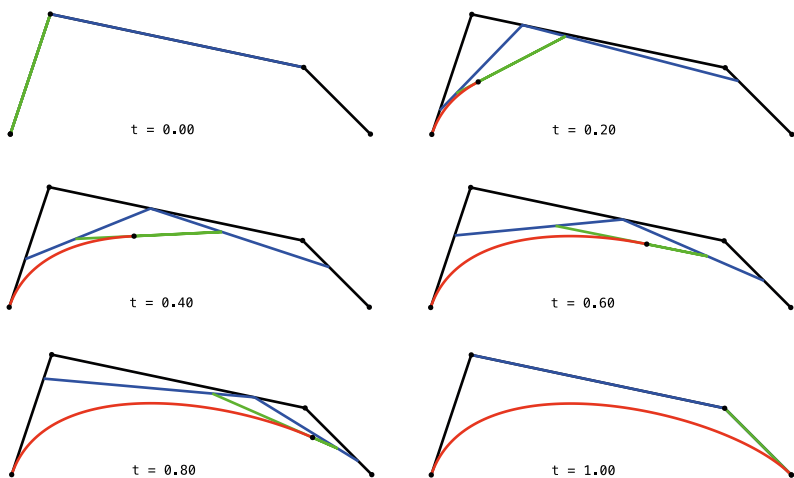 t = 0.00
t = 0.20
t = 0.40
t = 0.60
t = 0.80
t = 1.00